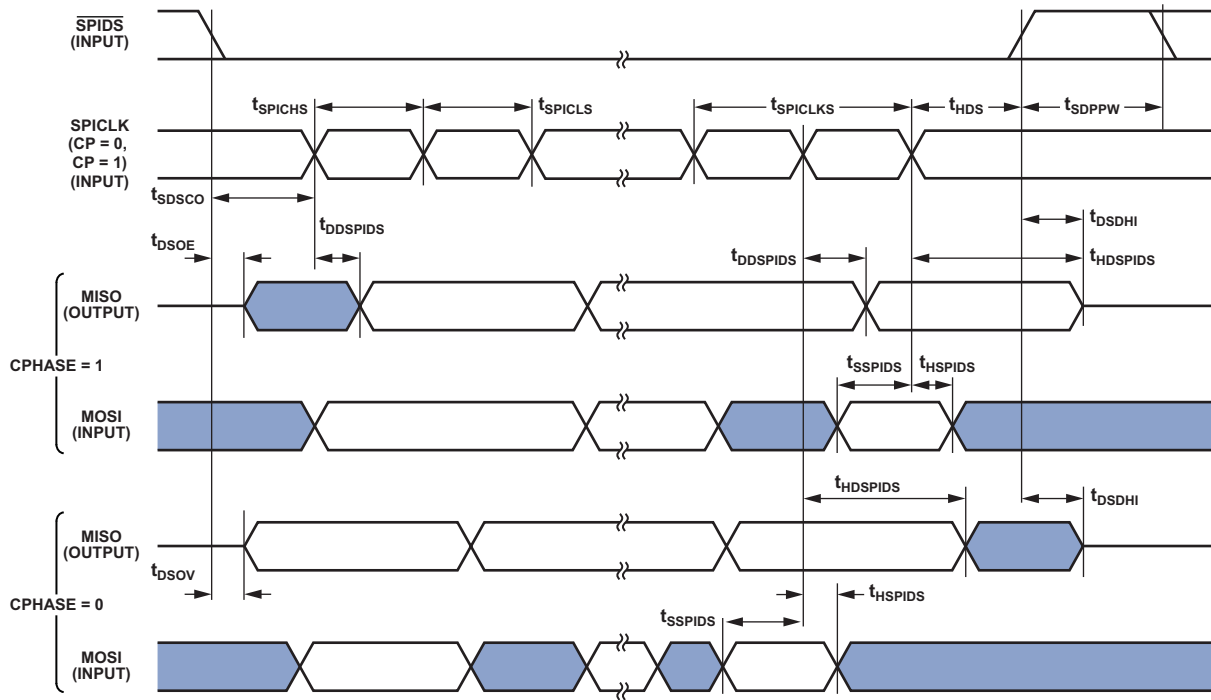 SPIDS
(INPUT)
tSPICHS
tSPICLS
tSPICLKS
tHDS
tSDPPW
SPICLK
(CP = 0,
CP = 1)
(INPUT)
tSDSCO
tDDSPIDS
tDSOE
tDSDHI
tDDSPIDS
tHDSPIDS
MISO
(OUTPUT)
CPHASE = 1
tSSPIDS
tHSPIDS
MOSI
(INPUT)
tHDSPIDS
tDSDHI
MISO
(OUTPUT)
tDSOV
CPHASE = 0
tHSPIDS
tSSPIDS
MOSI
(INPUT)